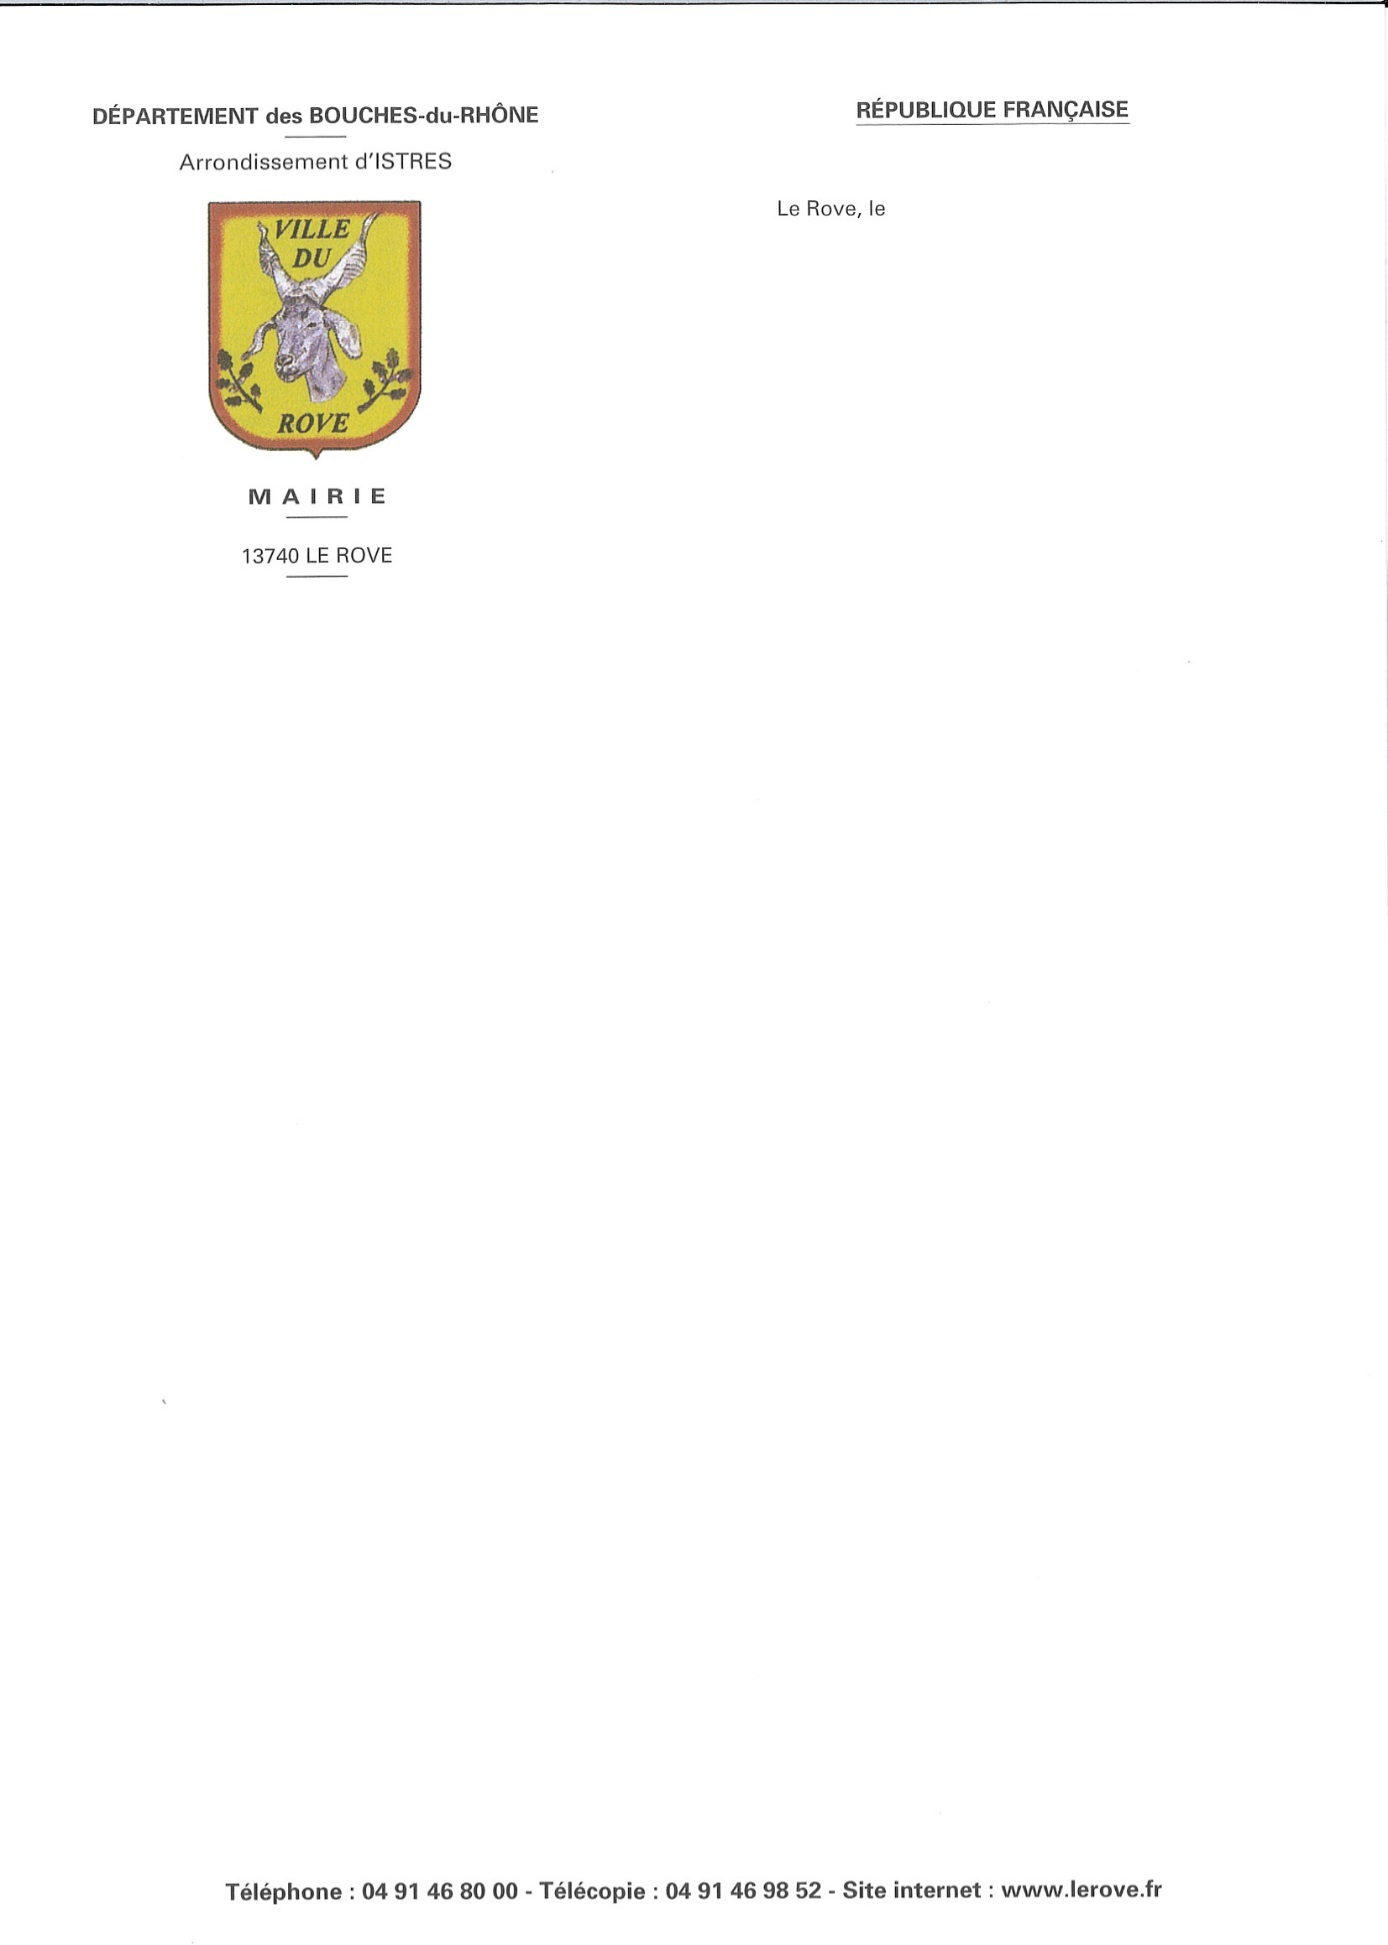 DÉPARTEMENT des BOUCHES-du-RHÔNE
Arrondissement d'ISTRES
VILLE
DU
ROVE
MAIRIE
13740 LE ROVE
RÉPUBLIQUE FRANÇAISE
Le Rove, le
Téléphone : 04 91 46 80 00 - Télécopie : 04 91 46 98 52 - Site internet : www.lerove.fr